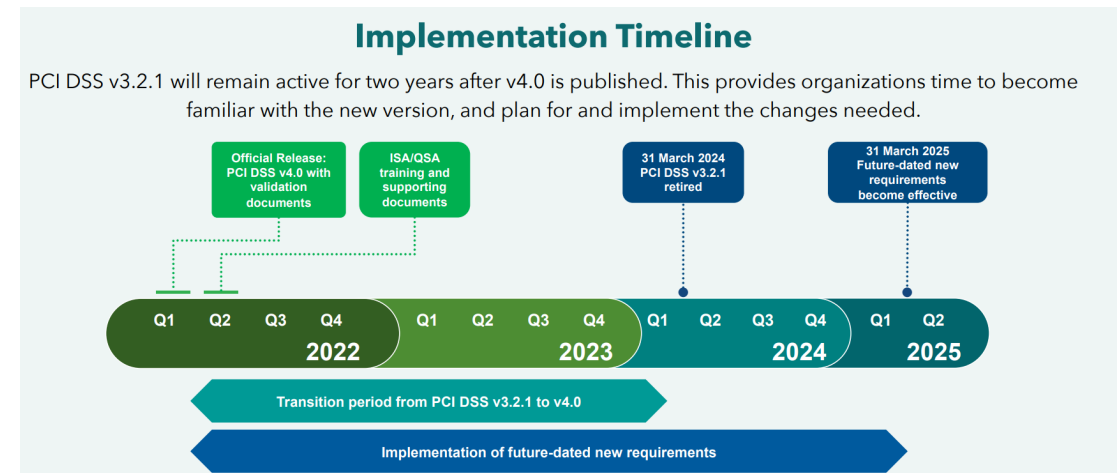 Implementation Timeline
PCI DSS v3.2.1 will remain active for two years after v4.0 is published. This provides organizations time to become
familiar with the new version, and plan for and implement the changes needed.
Official Release:
PCI DSS v4.0 with
validation
documents
ISA/QSA
training and
supporting
documents
31 March 2024
PCI DSS v3.2.1
retired
31 March 2025
Future-dated new
requirements
become effective
Q1 Q2 Q3 Q4
2022
Q1 Q2 Q3 Q4
2023
Q1 Q2 Q3 Q4
2024
Q1 Q2
2025
Transition period from PCI DSS v3.2.1 to v4.0
Implementation of future-dated new requirements